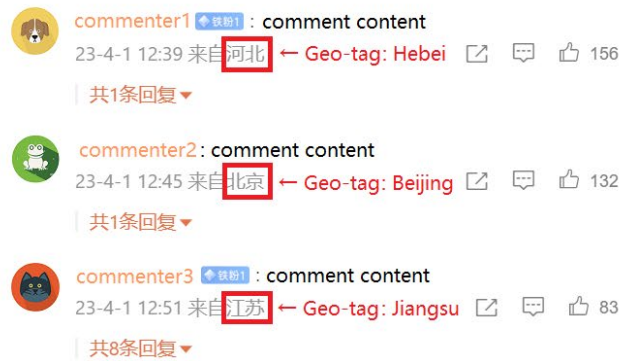 commenter1 铁粉1 : comment content
23-4-1 12:39 来自河北 ← Geo-tag: Hebei 156
共1条回复
commenter2: comment content
23-4-1 12:45 来自北京 ← Geo-tag: Beijing 132
共1条回复
commenter3 铁粉1 : comment content
23-4-1 12:51 来自江苏 ← Geo-tag: Jiangsu 83
共8条回复